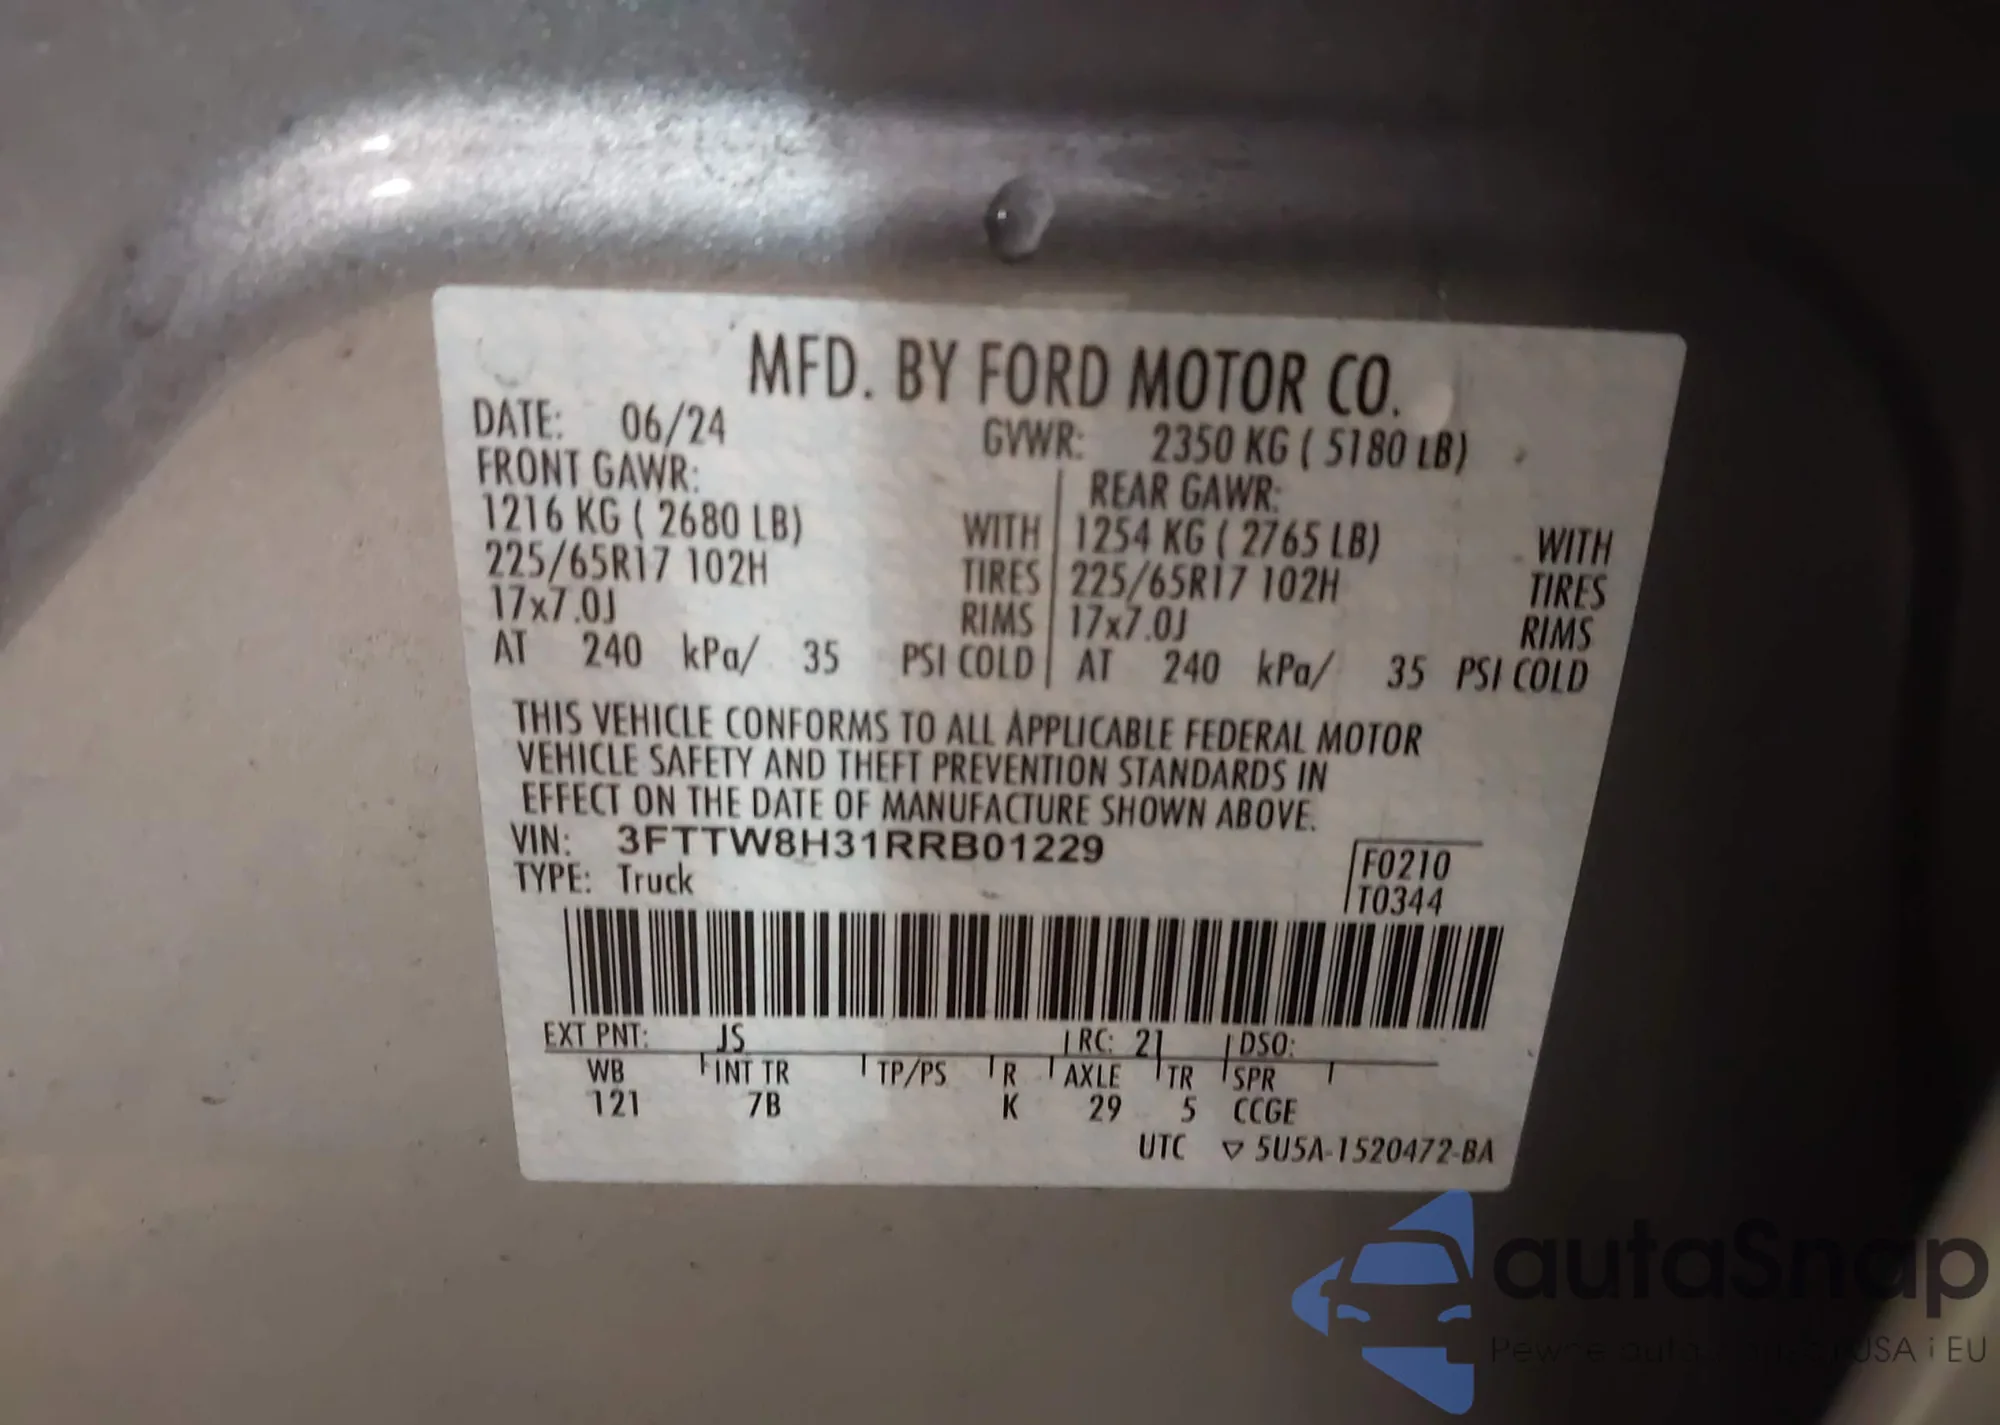 MFD. BY FORD MOTOR CO.
DATE: 06/24 GVWR: 2350 KG ( 5180 LB)
FRONT GAWR: REAR GAWR:
1216 KG ( 2680 LB) WITH 1254 KG ( 2765 LB) WITH
225/65R17 102H TIRES 225/65R17 102H TIRES
17x7.0J RIMS 17x7.0J RIMS
AT 240 kPa/ 35 PSI COLD AT 240 kPa/ 35 PSI COLD
THIS VEHICLE CONFORMS TO ALL APPLICABLE FEDERAL MOTOR
VEHICLE SAFETY AND THEFT PREVENTION STANDARDS IN
EFFECT ON THE DATE OF MANUFACTURE SHOWN ABOVE.
VIN: 3FTTW8H31RRB01229
TYPE: Truck
F0210
T0344
EXT PNT: JS RC: 21 DSO:
WB INT TR TP/PS R AXLE TR SPR
121 7B K 29 5 CCGE
UTC ▽ 5U5A-1520472-BA
autaSnap
Pewne auta USA i EU